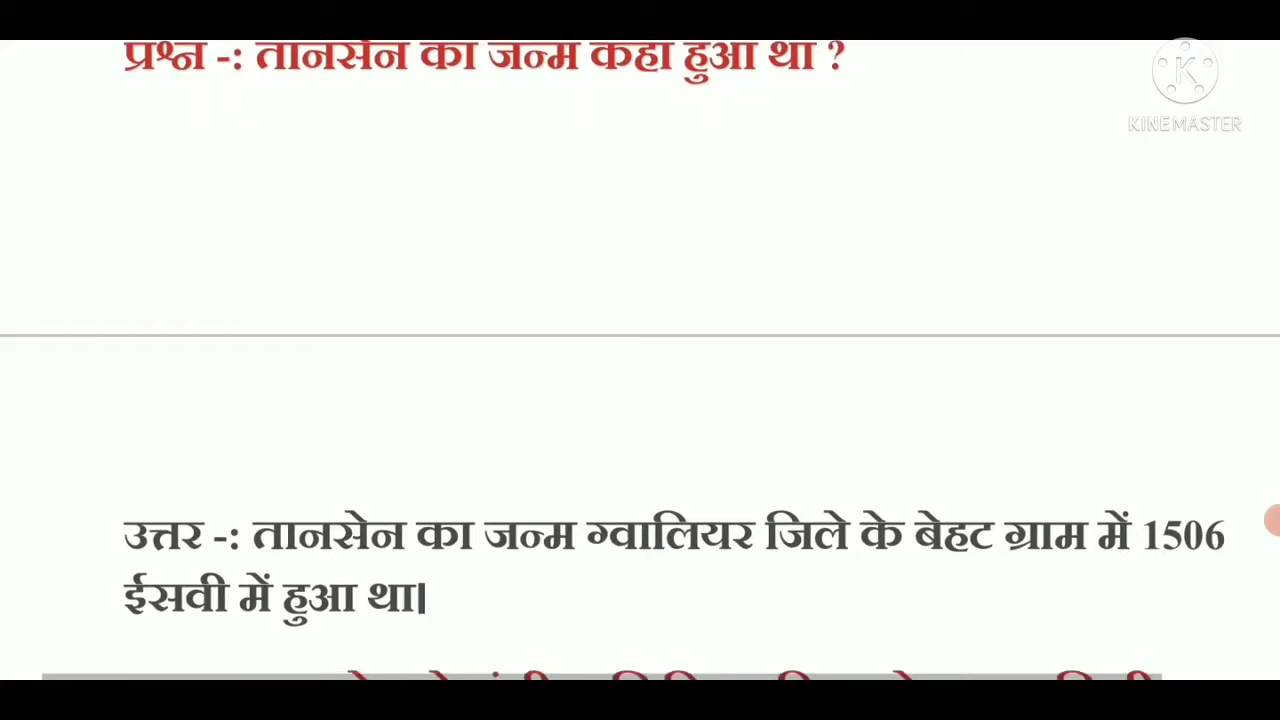 प्रश्न -: तानसेन का जन्म कहा हुआ था ?
KINEMASTER
उत्तर -: तानसेन का जन्म ग्वालियर जिले के बेहट ग्राम में 1506
ईसवी में हुआ था।